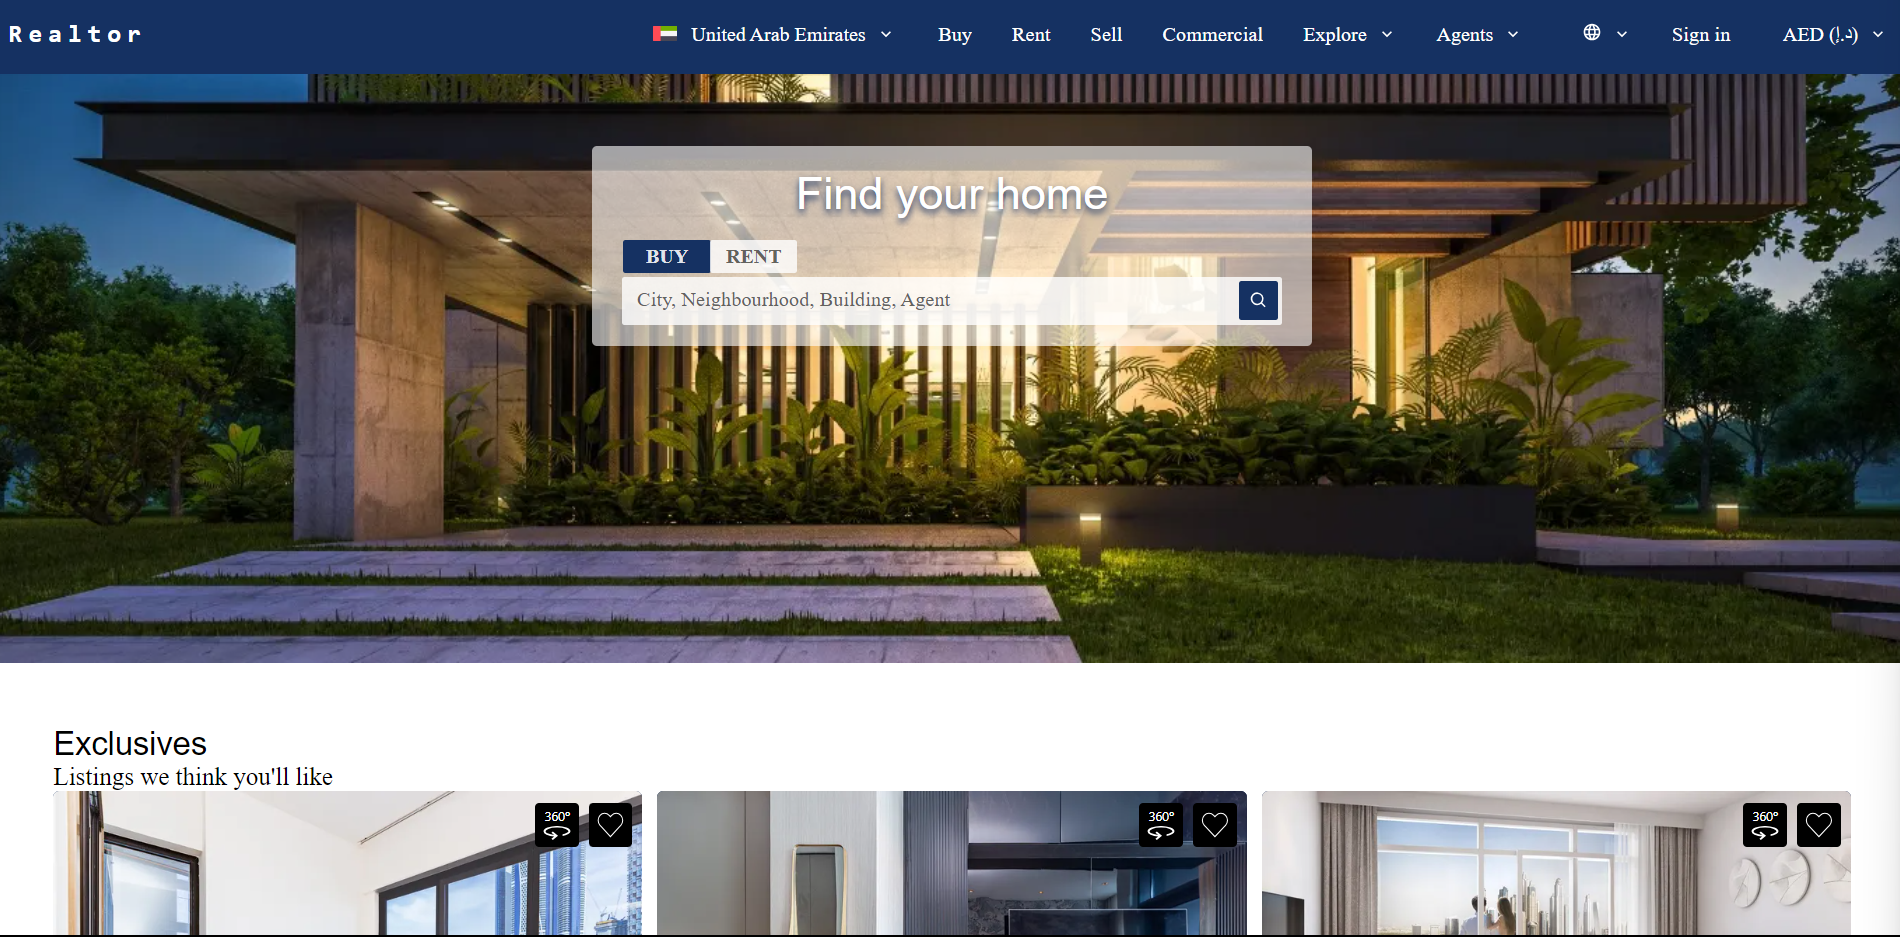 Realtor United Arab Emirates Buy Rent Sell Commercial Explore Agents Sign in AED (د.إ)
Find your home
BUY RENT
City, Neighbourhood, Building, Agent
Exclusives
Listings we think you'll like
360° 360° 360°